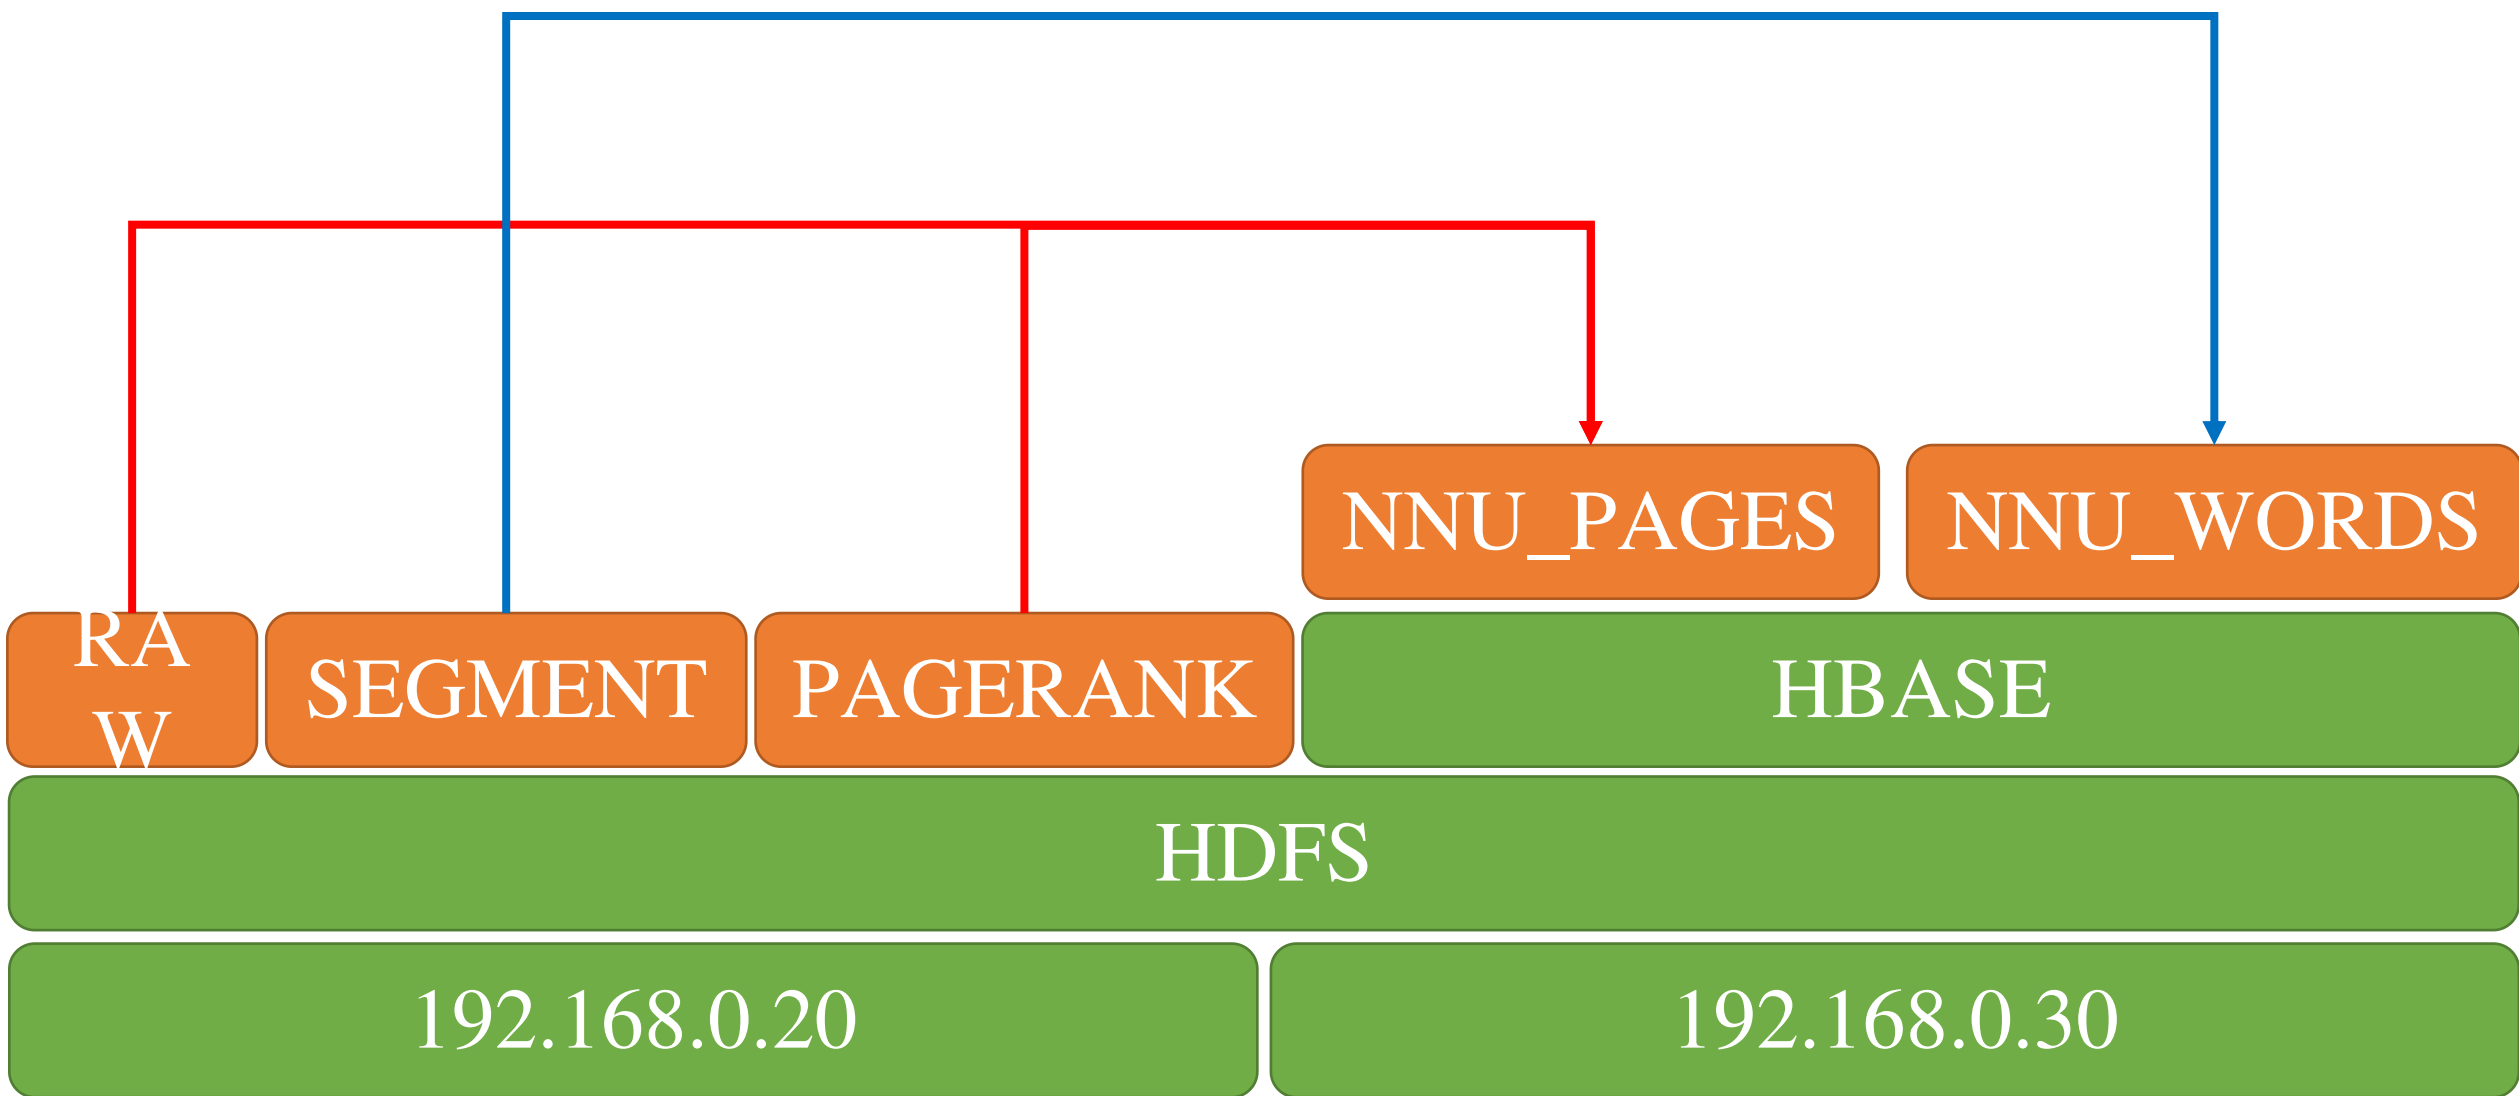 NNU_PAGES
NNU_WORDS
RA
W
SEGMENT
PAGERANK
HBASE
HDFS
192.168.0.20
192.168.0.30